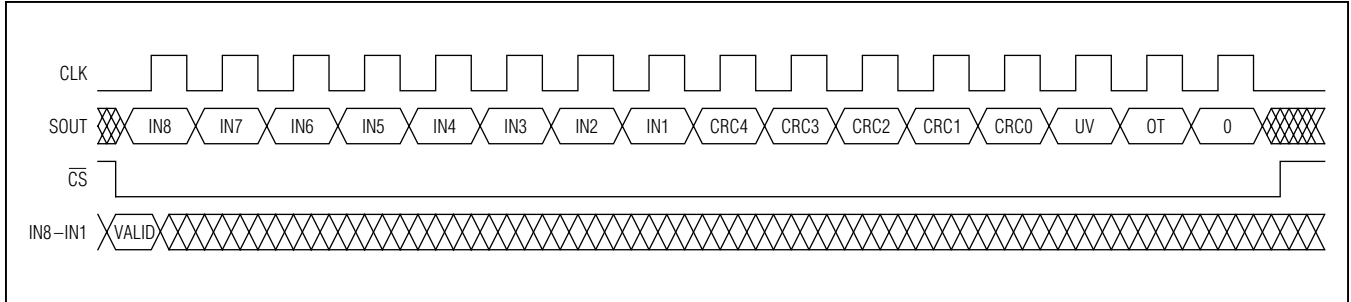 CLK
SOUT IN8 IN7 IN6 IN5 IN4 IN3 IN2 IN1 CRC4 CRC3 CRC2 CRC1 CRC0 UV OT 0
CS
IN8–IN1 VALID